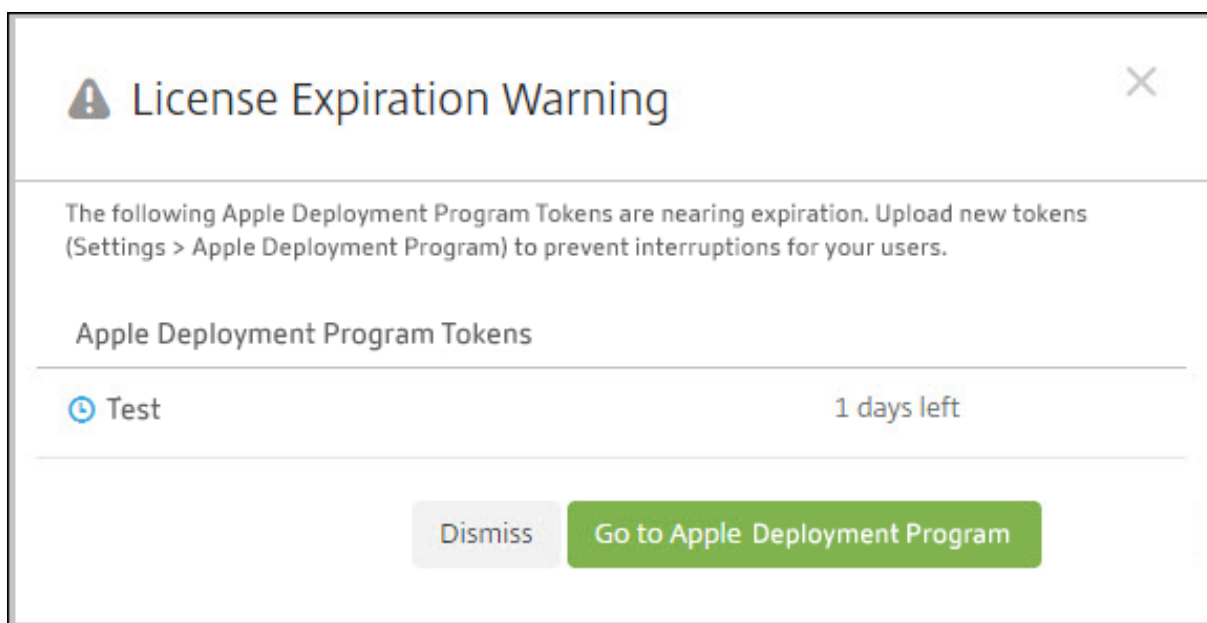 License Expiration Warning
The following Apple Deployment Program Tokens are nearing expiration. Upload new tokens
(Settings > Apple Deployment Program) to prevent interruptions for your users.
Apple Deployment Program Tokens
Test 1 days left
Dismiss Go to Apple Deployment Program